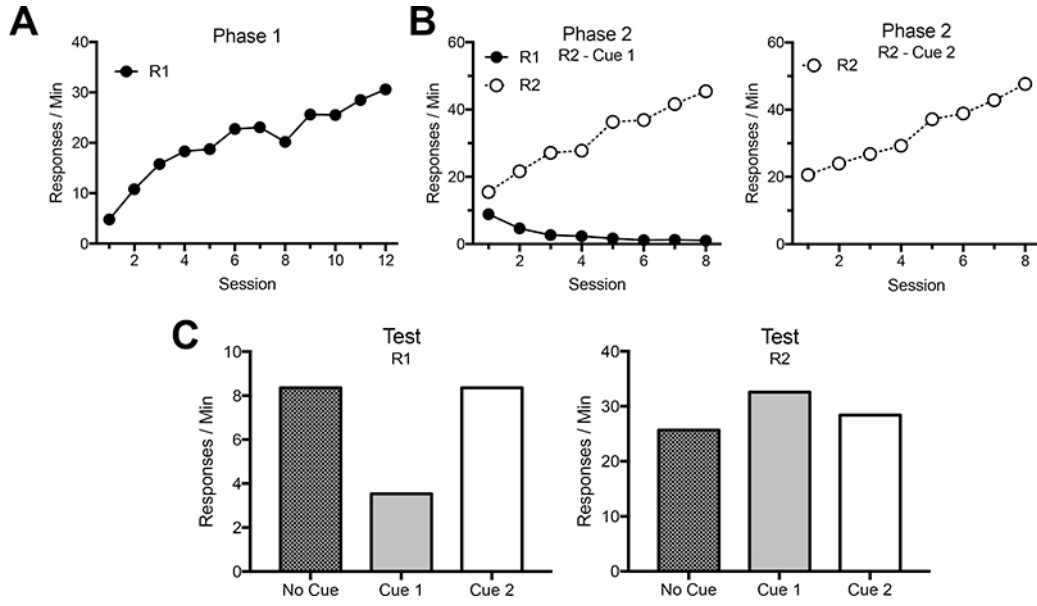 A
Phase 1
R1
Responses / Min
40
30
20
10
0
2 4 6 8 10 12
Session
B
Phase 2
R2 - Cue 1
R1
R2
Responses / Min
60
40
20
0
2 4 6 8
Session
Phase 2
R2 - Cue 2
R2
Responses / Min
60
40
20
0
2 4 6 8
Session
C
Test
R1
Responses / Min
10
8
6
4
2
0
No Cue Cue 1 Cue 2
Test
R2
Responses / Min
40
30
20
10
0
No Cue Cue 1 Cue 2